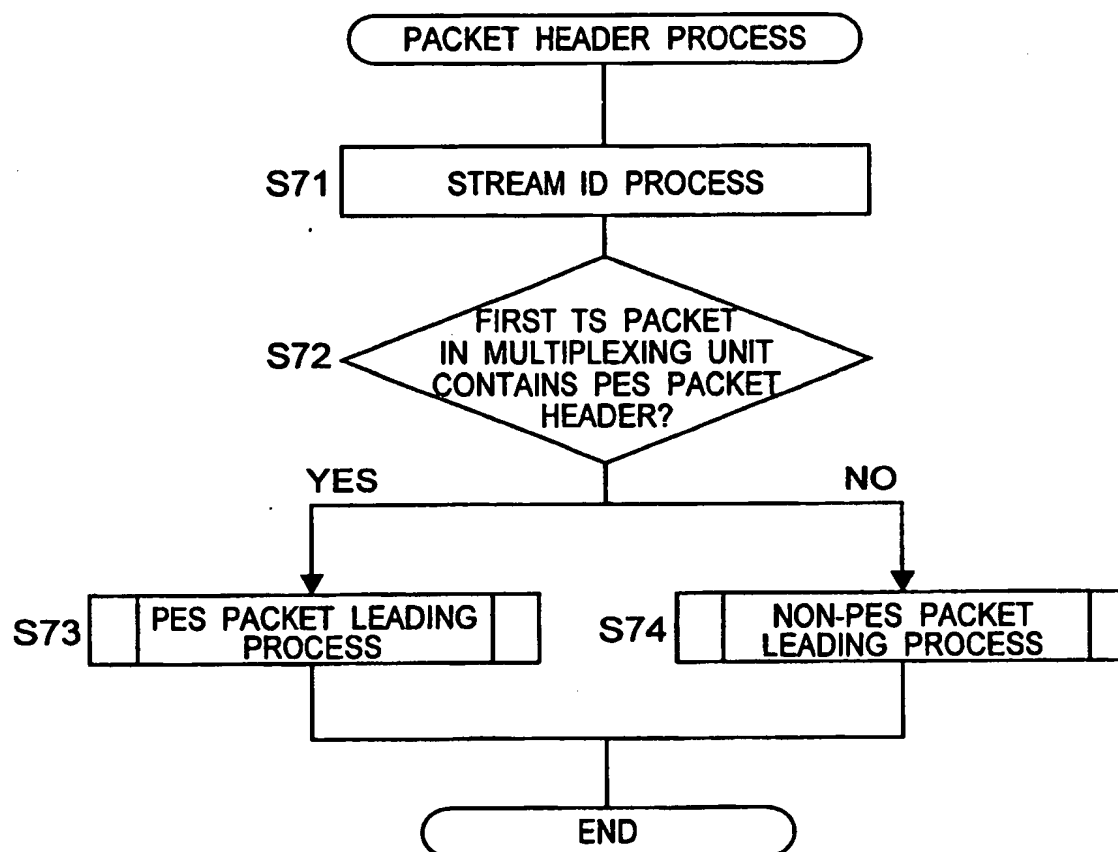 PACKET HEADER PROCESS
S71
STREAM ID PROCESS
S72
FIRST TS PACKET
IN MULTIPLEXING UNIT
CONTAINS PES PACKET
HEADER?
YES
NO
S73
PES PACKET LEADING
PROCESS
S74
NON-PES PACKET
LEADING PROCESS
END